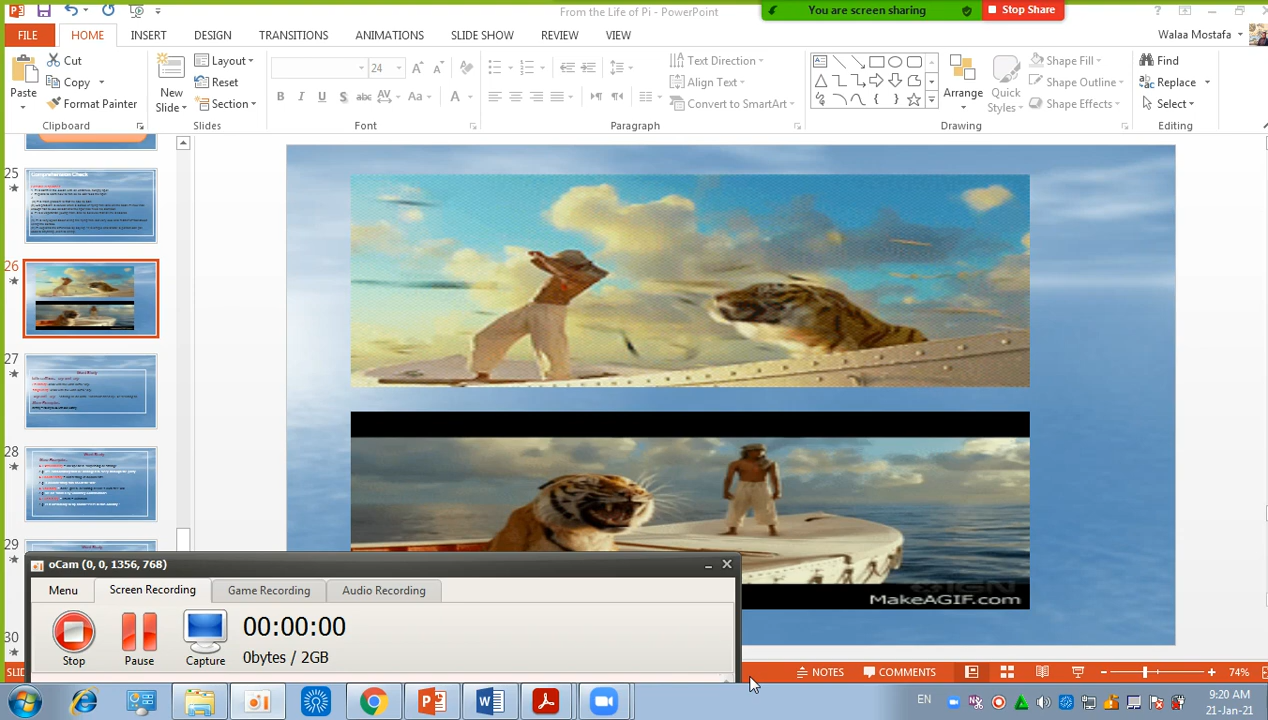 From the Life of Pi - PowerPoint
You are screen sharing
Stop Share
FILE HOME INSERT DESIGN TRANSITIONS ANIMATIONS SLIDE SHOW REVIEW VIEW
Walaa Mostafa
Paste
Cut
Copy
Format Painter
Clipboard
New
Slide
Layout
Reset
Section
Slides
24
B I U S abc AV Aa A
Font
Text Direction
Align Text
Convert to SmartArt
Paragraph
Arrange
Quick
Styles
Shape Fill
Shape Outline
Shape Effects
Drawing
Find
Replace
Select
Editing
25
Comprehension Check
26
27
28
29
30
MakeAGIF.com
oCam (0, 0, 1356, 768)
Menu Screen Recording Game Recording Audio Recording
Stop
Pause
Capture
00:00:00
0bytes / 2GB
NOTES COMMENTS 74%
EN
9:20 AM
21-Jan-21